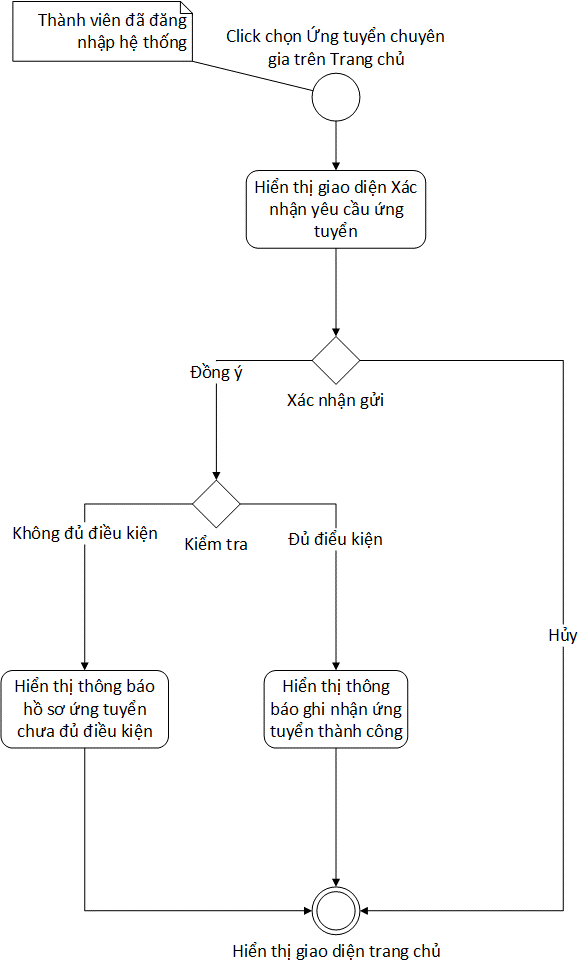 Thành viên đã đăng
nhập hệ thống
Click chọn Ứng tuyển chuyên
gia trên Trang chủ
Hiển thị giao diện Xác
nhận yêu cầu ứng
tuyển
Đồng ý
Xác nhận gửi
Không đủ điều kiện
Kiểm tra
Đủ điểu kiện
Hủy
Hiển thị thông báo
hồ sơ ứng tuyển
chưa đủ điều kiện
Hiển thị thông
báo ghi nhận ứng
tuyển thành công
Hiển thị giao diện trang chủ